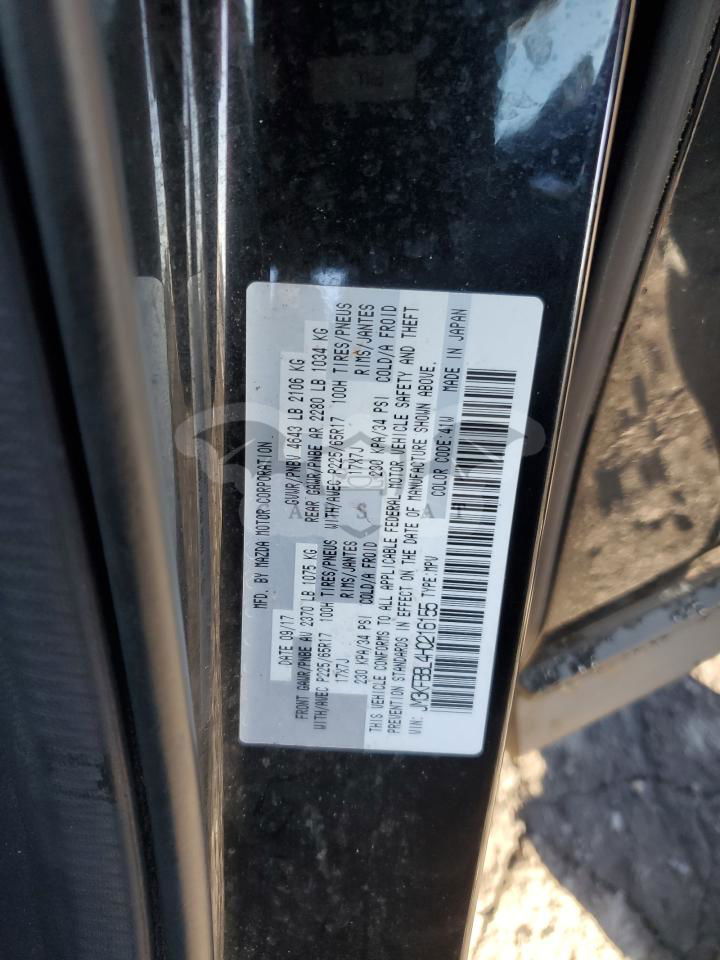 MFD. BY MAZDA MOTOR CORPORATION
DATE 09/17 GVWR/PNBV 4643 LB 2106 KG
FRONT GAWR/PNBE AV 2370 LB 1075 KG REAR GAWR/PNBE AR 2280 LB 1034 KG
WITH/AVEC P225/65R17 100H TIRES/PNEUS WITH/AVEC P225/65R17 100H TIRES/PNEUS
17X7J RIMS/JANTES 17X7J RIMS/JANTES
230 KPA/34 PSI COLD/A FROID 230 KPA/34 PSI COLD/A FROID
THIS VEHICLE CONFORMS TO ALL APPLICABLE FEDERAL MOTOR VEHICLE SAFETY AND THEFT
PREVENTION STANDARDS IN EFFECT ON THE DATE OF MANUFACTURE SHOWN ABOVE.
COLOR CODE:41W MADE IN JAPAN
VIN: JM3KFBBL4H0216155 TYPE:MPV